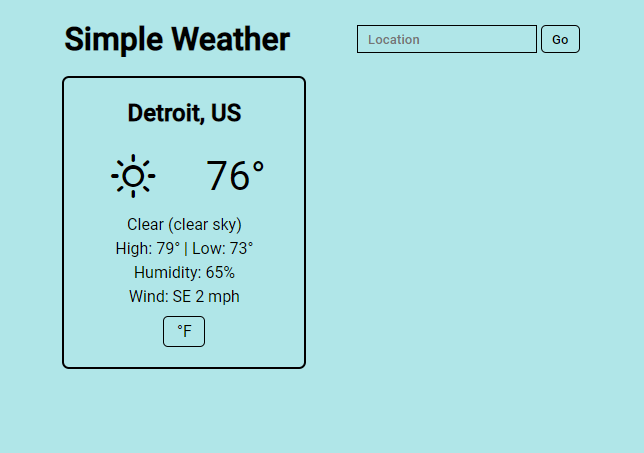 Simple Weather
Location
Go
Detroit, US
76°
Clear (clear sky)
High: 79° | Low: 73°
Humidity: 65%
Wind: SE 2 mph
°F